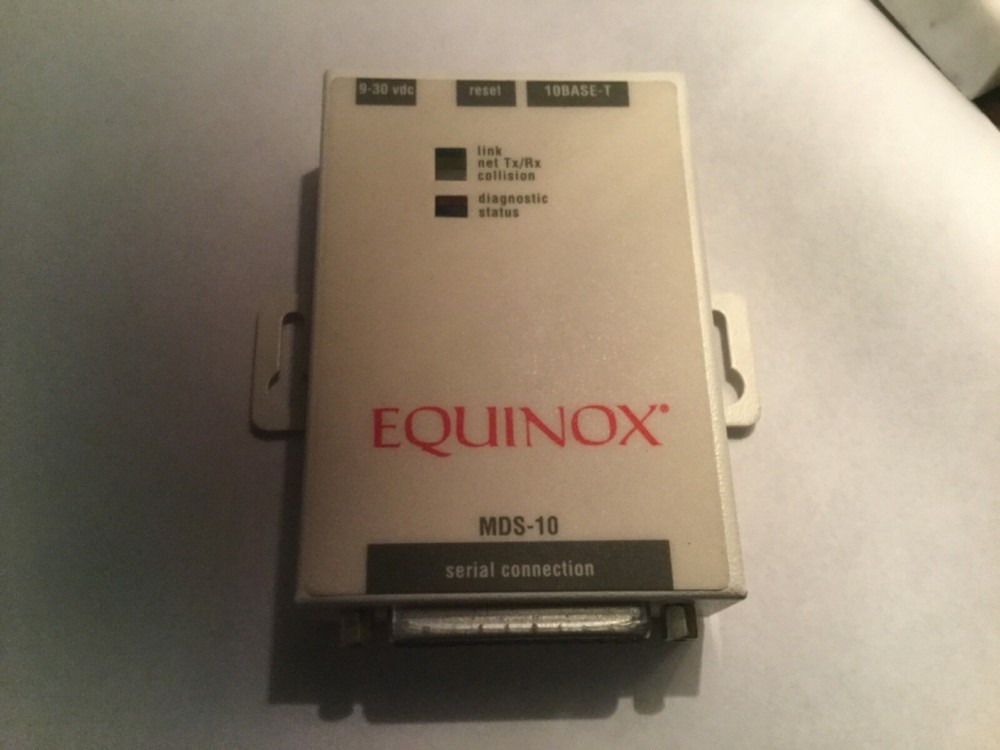 9-30 vdc reset 10BASE-T
link
net Tx/Rx
collision
diagnostic
status
EQUINOX®
MDS-10
serial connection